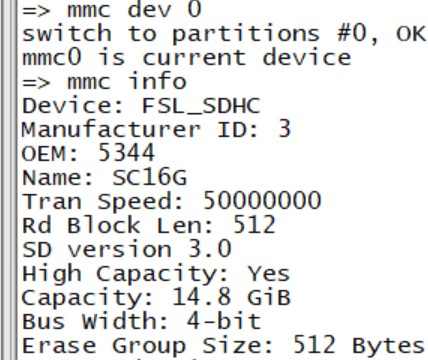 => mmc dev 0
switch to partitions #0, OK
mmc0 is current device
=> mmc info
Device: FSL_SDHC
Manufacturer ID: 3
OEM: 5344
Name: SC16G
Tran Speed: 50000000
Rd Block Len: 512
SD version 3.0
High Capacity: Yes
Capacity: 14.8 GiB
Bus Width: 4-bit
Erase Group Size: 512 Bytes